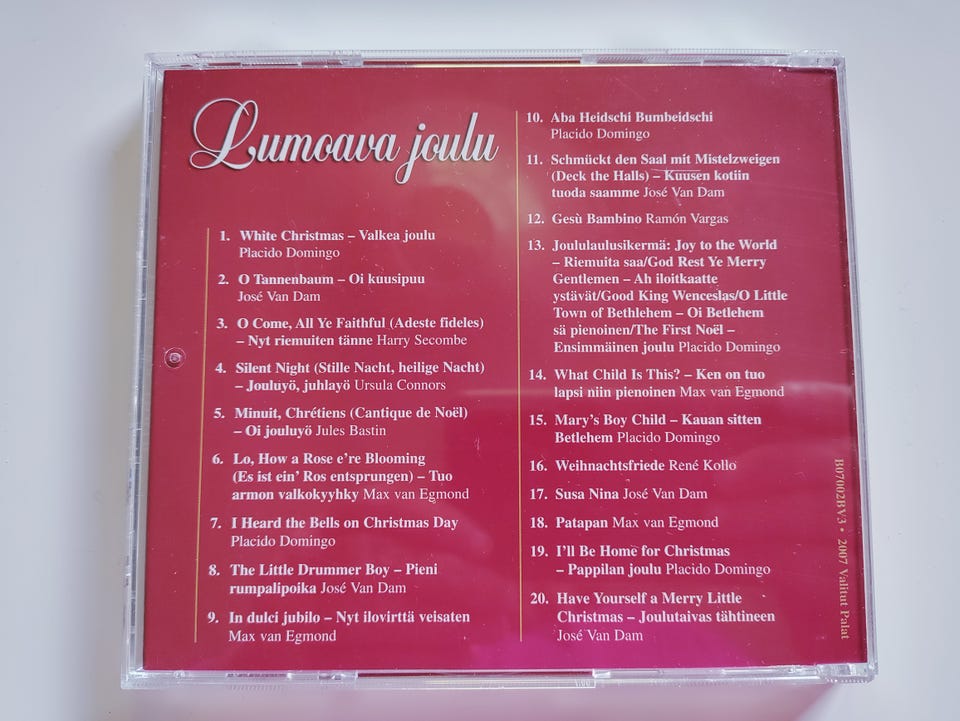 Lumoava joulu
1. White Christmas – Valkea joulu
Placido Domingo
2. O Tannenbaum – Oi kuusipuu
José Van Dam
3. O Come, All Ye Faithful (Adeste fideles)
– Nyt riemuiten tänne Harry Secombe
4. Silent Night (Stille Nacht, heilige Nacht)
– Jouluyö, juhlayö Ursula Connors
5. Minuit, Chrétiens (Cantique de Noël)
– Oi jouluyö Jules Bastin
6. Lo, How a Rose e're Blooming
(Es ist ein' Ros entsprungen) – Tuo
armon valkokyyhky Max van Egmond
7. I Heard the Bells on Christmas Day
Placido Domingo
8. The Little Drummer Boy – Pieni
rumpalipoika José Van Dam
9. In dulci jubilo – Nyt ilovirttä veisaten
Max van Egmond
10. Aba Heidschi Bumbeidschi
Placido Domingo
11. Schmückt den Saal mit Mistelzweigen
(Deck the Halls) – Kuusen kotiin
tuoda saamme José Van Dam
12. Gesù Bambino Ramón Vargas
13. Joululaulusikermä: Joy to the World
– Riemuita saa/God Rest Ye Merry
Gentlemen – Ah iloitkaatte
ystävät/Good King Wenceslas/O Little
Town of Bethlehem – Oi Betlehem
sä pienoinen/The First Noël –
Ensimmäinen joulu Placido Domingo
14. What Child Is This? – Ken on tuo
lapsi niin pienoinen Max van Egmond
15. Mary's Boy Child – Kauan sitten
Betlehem Placido Domingo
16. Weihnachtsfriede René Kollo
17. Susa Nina José Van Dam
18. Patapan Max van Egmond
19. I'll Be Home for Christmas
– Pappilan joulu Placido Domingo
20. Have Yourself a Merry Little
Christmas – Joulutaivas tähtineen
José Van Dam
B07002BV3 • 2007 Valitut Palat